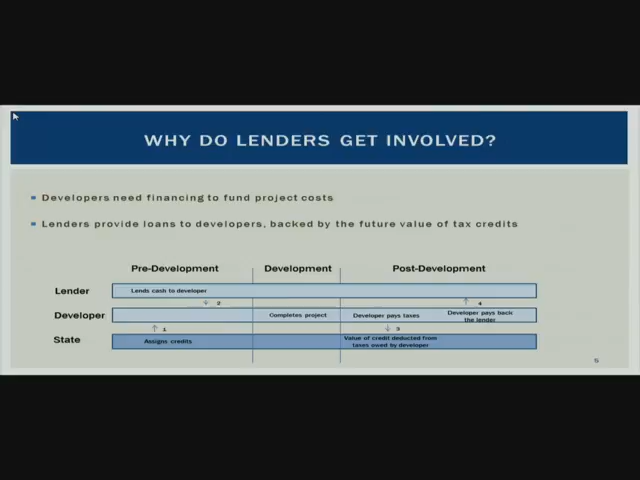 WHY DO LENDERS GET INVOLVED?
Developers need financing to fund project costs
Lenders provide loans to developers, backed by the future value of tax credits
Pre-Development Development Post-Development
Lender Lends cash to developer
2 4
Developer Completes project Developer pays taxes Developer pays back
the lender
1 3
State Assigns credits Value of credit deducted from
taxes owed by developer